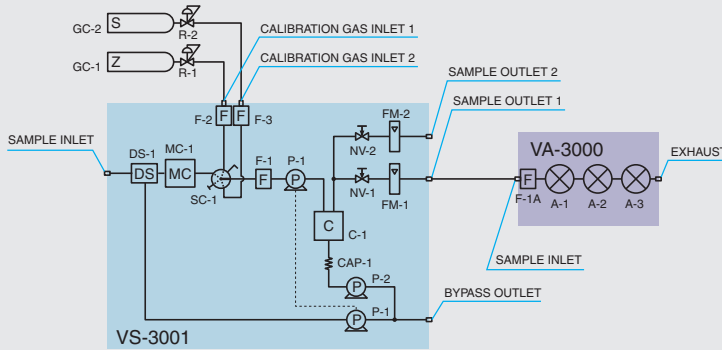 GC-2 S R-2 CALIBRATION GAS INLET 1
GC-1 Z R-1 CALIBRATION GAS INLET 2
SAMPLE OUTLET 2
SAMPLE OUTLET 1
F-2 F F F-3
FM-2
NV-2
SAMPLE INLET
DS-1 MC-1
DS MC SC-1
F-1 P-1
F P
NV-1 FM-1
VA-3000
EXHAUST
F
F-1A A-1 A-2 A-3
C C-1
CAP-1
SAMPLE INLET
P P-2
P P-1
BYPASS OUTLET
VS-3001